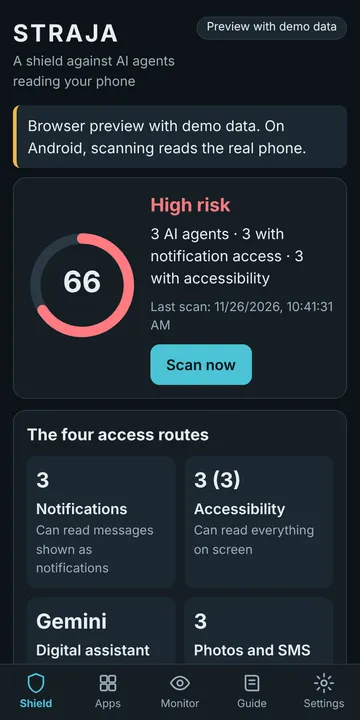 STRAJA
Preview with demo data
A shield against AI agents
reading your phone
Browser preview with demo data. On
Android, scanning reads the real phone.
66
High risk
3 AI agents · 3 with
notification access · 3
with accessibility
Last scan: 11/26/2026, 10:41:31
AM
Scan now
The four access routes
3
Notifications
Can read messages
shown as
notifications
3 (3)
Accessibility
Can read everything
on screen
Gemini
Digital assistant
3
Photos and SMS
Shield
Apps
Monitor
Guide
Settings